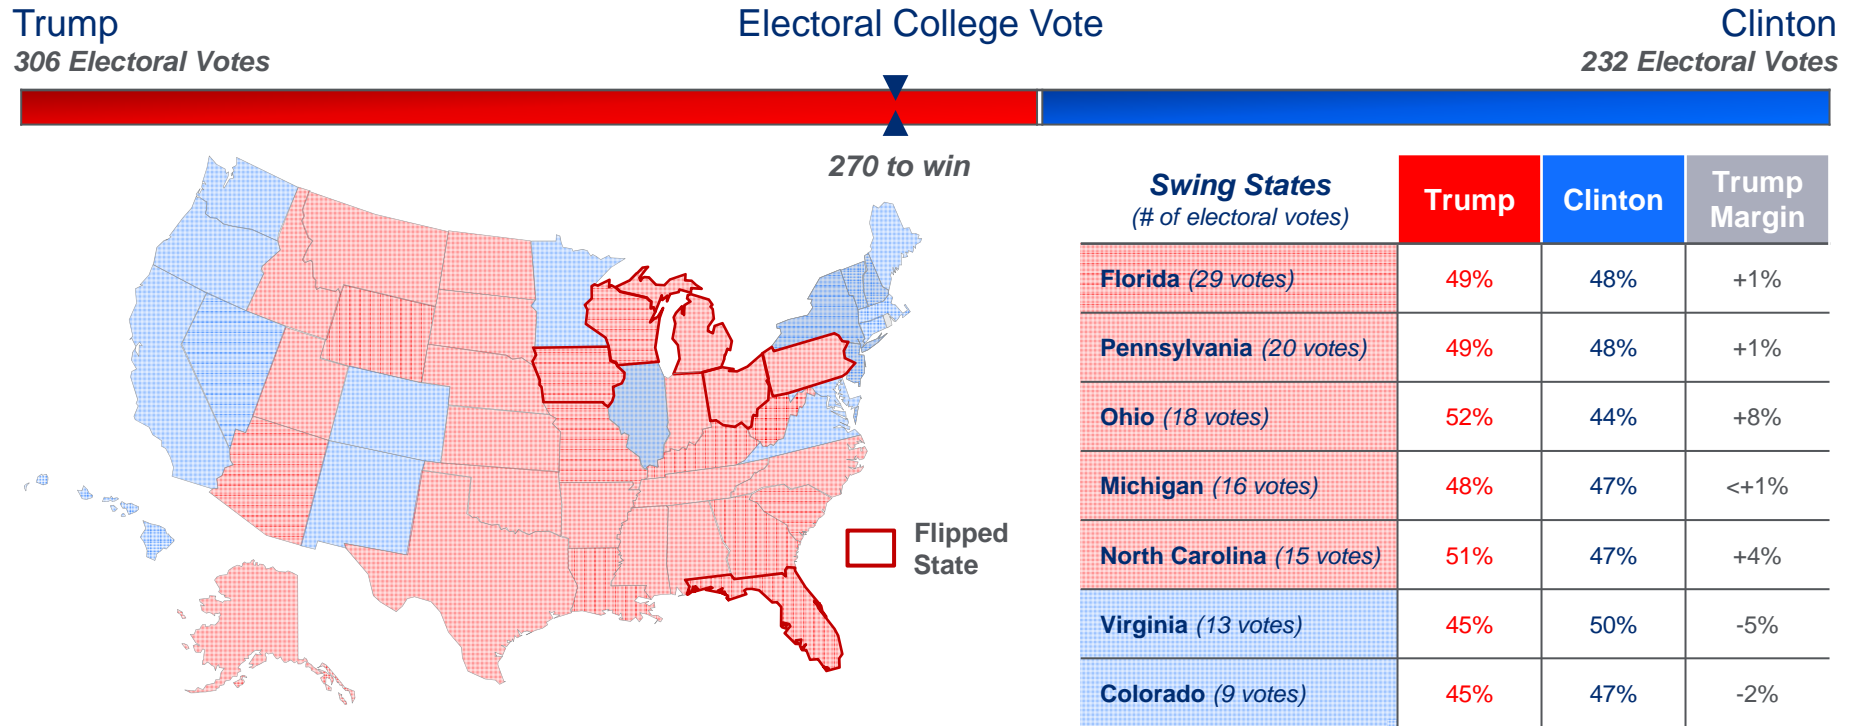 Trump
Electoral College Vote
Clinton
306 Electoral Votes
232 Electoral Votes
270 to win
Flipped
State
Swing States
(# of electoral votes)
Trump
Clinton
Trump
Margin
Florida (29 votes) 49% 48% +1%
Pennsylvania (20 votes) 49% 48% +1%
Ohio (18 votes) 52% 44% +8%
Michigan (16 votes) 48% 47% <+1%
North Carolina (15 votes) 51% 47% +4%
Virginia (13 votes) 45% 50% -5%
Colorado (9 votes) 45% 47% -2%